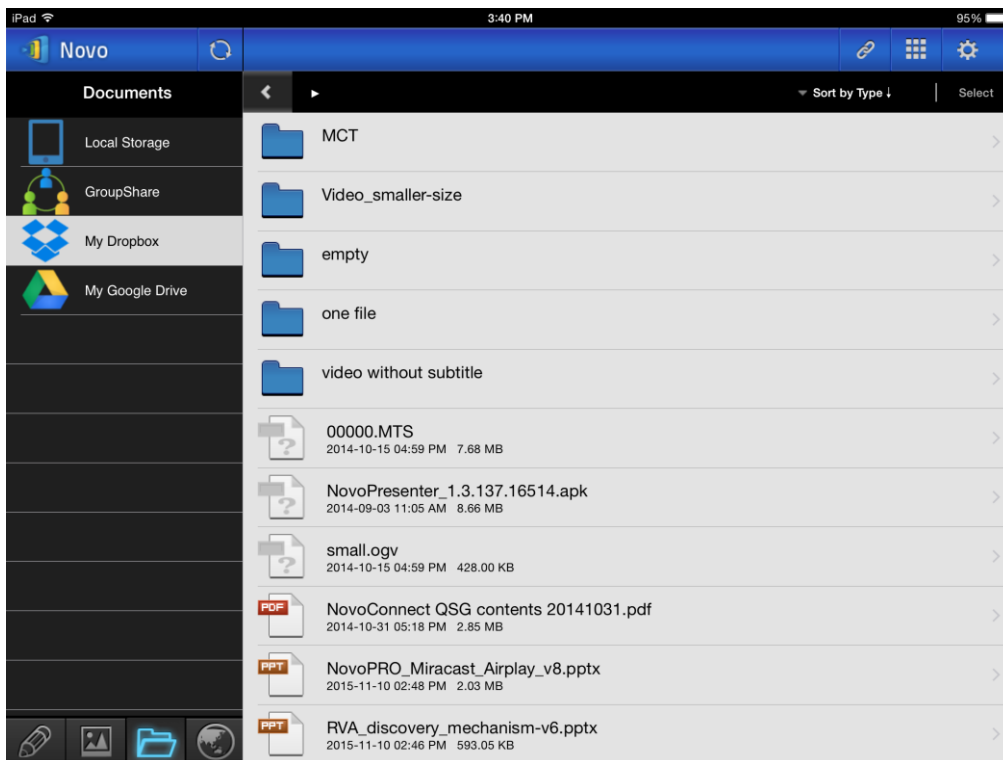 iPad 3:40 PM 95%
Novo
Documents
Sort by Type ↓ Select
Local Storage
GroupShare
My Dropbox
My Google Drive
MCT
Video_smaller-size
empty
one file
video without subtitle
00000.MTS
2014-10-15 04:59 PM 7.68 MB
NovoPresenter_1.3.137.16514.apk
2014-09-03 11:05 AM 8.66 MB
small.ogv
2014-10-15 04:59 PM 428.00 KB
PDF
NovoConnect QSG contents 20141031.pdf
2014-10-31 05:18 PM 2.85 MB
PPT
NovoPRO_Miracast_Airplay_v8.pptx
2015-11-10 02:48 PM 2.03 MB
PPT
RVA_discovery_mechanism-v6.pptx
2015-11-10 02:46 PM 593.05 KB